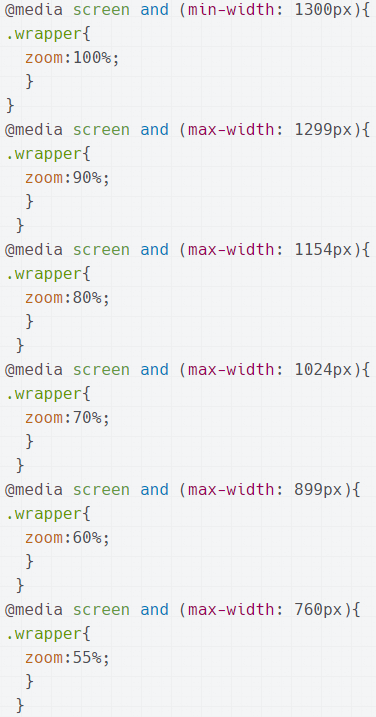 @media screen and (min-width: 1300px){
.wrapper{
  zoom:100%;
  }
}
@media screen and (max-width: 1299px){
.wrapper{
  zoom:90%;
  }
 }
@media screen and (max-width: 1154px){
.wrapper{
  zoom:80%;
  }
 }
@media screen and (max-width: 1024px){
.wrapper{
  zoom:70%;
  }
 }
@media screen and (max-width: 899px){
.wrapper{
  zoom:60%;
  }
 }
@media screen and (max-width: 760px){
.wrapper{
  zoom:55%;
  }
 }